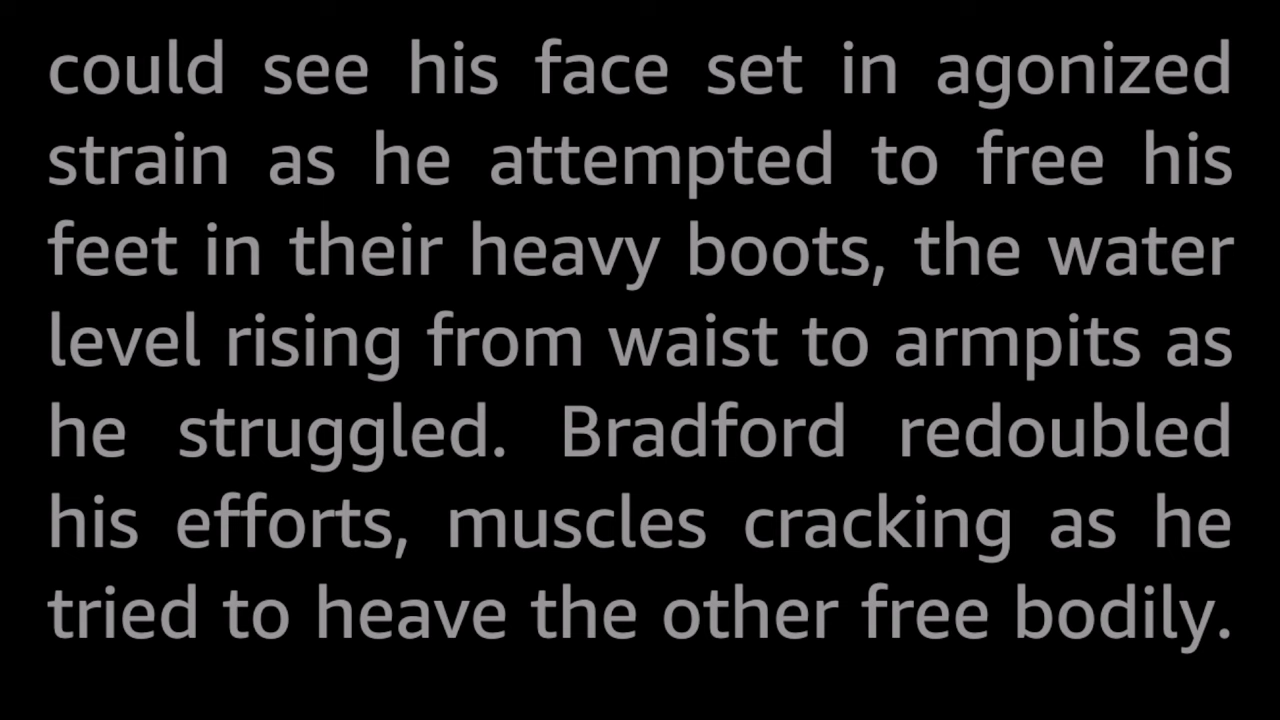 could see his face set in agonized
strain as he attempted to free his
feet in their heavy boots, the water
level rising from waist to armpits as
he struggled. Bradford redoubled
his efforts, muscles cracking as he
tried to heave the other free bodily.